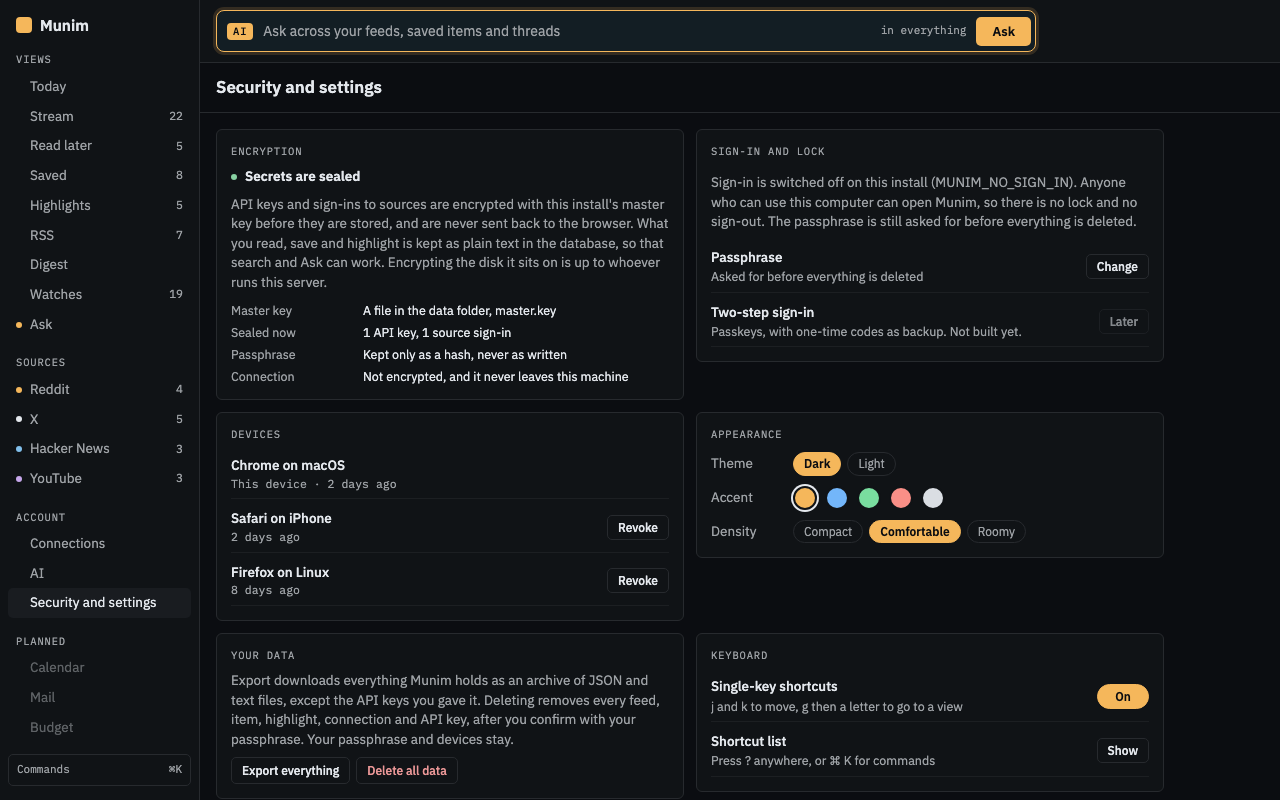 Munim
VIEWS
Today
Stream 22
Read later 5
Saved 8
Highlights 5
RSS 7
Digest
Watches 19
Ask
SOURCES
Reddit 4
X 5
Hacker News 3
YouTube 3
ACCOUNT
Connections
AI
Security and settings
PLANNED
Calendar
Mail
Budget
Commands ⌘K
AI Ask across your feeds, saved items and threads in everything Ask
Security and settings
ENCRYPTION
Secrets are sealed
API keys and sign-ins to sources are encrypted with this install's master
key before they are stored, and are never sent back to the browser. What
you read, save and highlight is kept as plain text in the database, so that
search and Ask can work. Encrypting the disk it sits on is up to whoever
runs this server.
Master key A file in the data folder, master.key
Sealed now 1 API key, 1 source sign-in
Passphrase Kept only as a hash, never as written
Connection Not encrypted, and it never leaves this machine
SIGN-IN AND LOCK
Sign-in is switched off on this install (MUNIM_NO_SIGN_IN). Anyone
who can use this computer can open Munim, so there is no lock and no
sign-out. The passphrase is still asked for before everything is deleted.
Passphrase
Asked for before everything is deleted
Change
Two-step sign-in
Passkeys, with one-time codes as backup. Not built yet.
Later
DEVICES
Chrome on macOS
This device · 2 days ago
Safari on iPhone
2 days ago
Revoke
Firefox on Linux
8 days ago
Revoke
APPEARANCE
Theme Dark Light
Accent
Density Compact Comfortable Roomy
YOUR DATA
Export downloads everything Munim holds as an archive of JSON and
text files, except the API keys you gave it. Deleting removes every feed,
item, highlight, connection and API key, after you confirm with your
passphrase. Your passphrase and devices stay.
Export everything Delete all data
KEYBOARD
Single-key shortcuts
j and k to move, g then a letter to go to a view
On
Shortcut list
Press ? anywhere, or ⌘ K for commands
Show